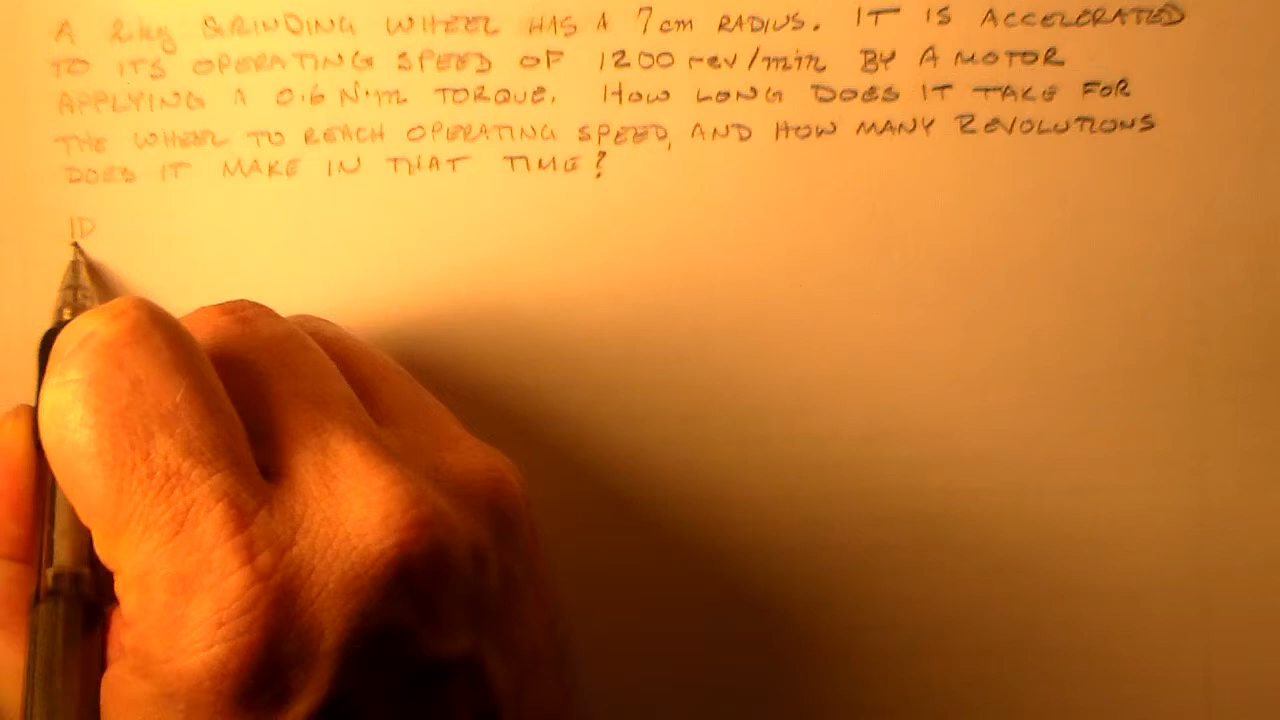 A 2kg GRINDING WHEEL HAS A 7cm RADIUS. IT IS ACCELERATED
TO ITS OPERATING SPEED OF 1200 rev/min BY A MOTOR
APPLYING A 0.6 N·m TORQUE. HOW LONG DOES IT TAKE FOR
THE WHEEL TO REACH OPERATING SPEED, AND HOW MANY REVOLUTIONS
DOES IT MAKE IN THAT TIME?
ID